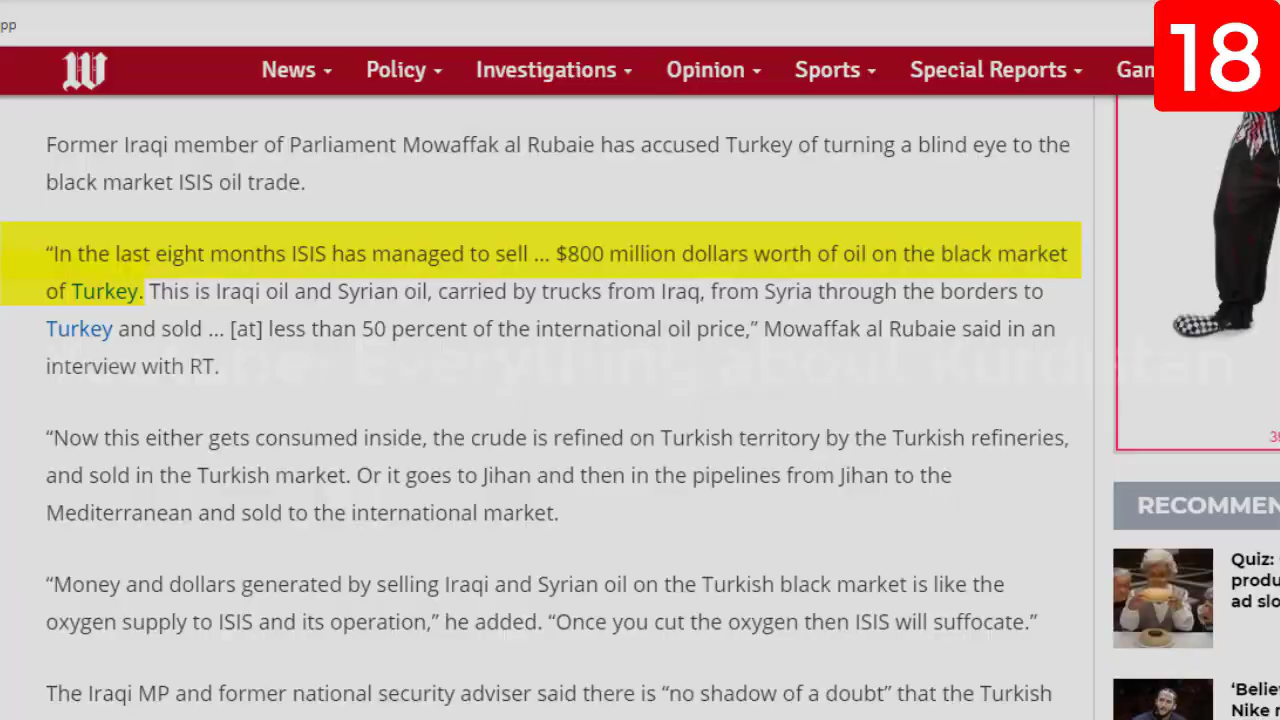 pp
18
W
News Policy Investigations Opinion Sports Special Reports Gam
Former Iraqi member of Parliament Mowaffak al Rubaie has accused Turkey of turning a blind eye to the
black market ISIS oil trade.
“In the last eight months ISIS has managed to sell ... $800 million dollars worth of oil on the black market
of Turkey. This is Iraqi oil and Syrian oil, carried by trucks from Iraq, from Syria through the borders to
Turkey and sold ... [at] less than 50 percent of the international oil price,” Mowaffak al Rubaie said in an
interview with RT.
“Now this either gets consumed inside, the crude is refined on Turkish territory by the Turkish refineries,
and sold in the Turkish market. Or it goes to Jihan and then in the pipelines from Jihan to the
Mediterranean and sold to the international market.
“Money and dollars generated by selling Iraqi and Syrian oil on the Turkish black market is like the
oxygen supply to ISIS and its operation,” he added. “Once you cut the oxygen then ISIS will suffocate.”
The Iraqi MP and former national security adviser said there is “no shadow of a doubt” that the Turkish
Everything about Kurdistan
RECOMMEN
Quiz:
produ
ad slo
‘Belie
Nike